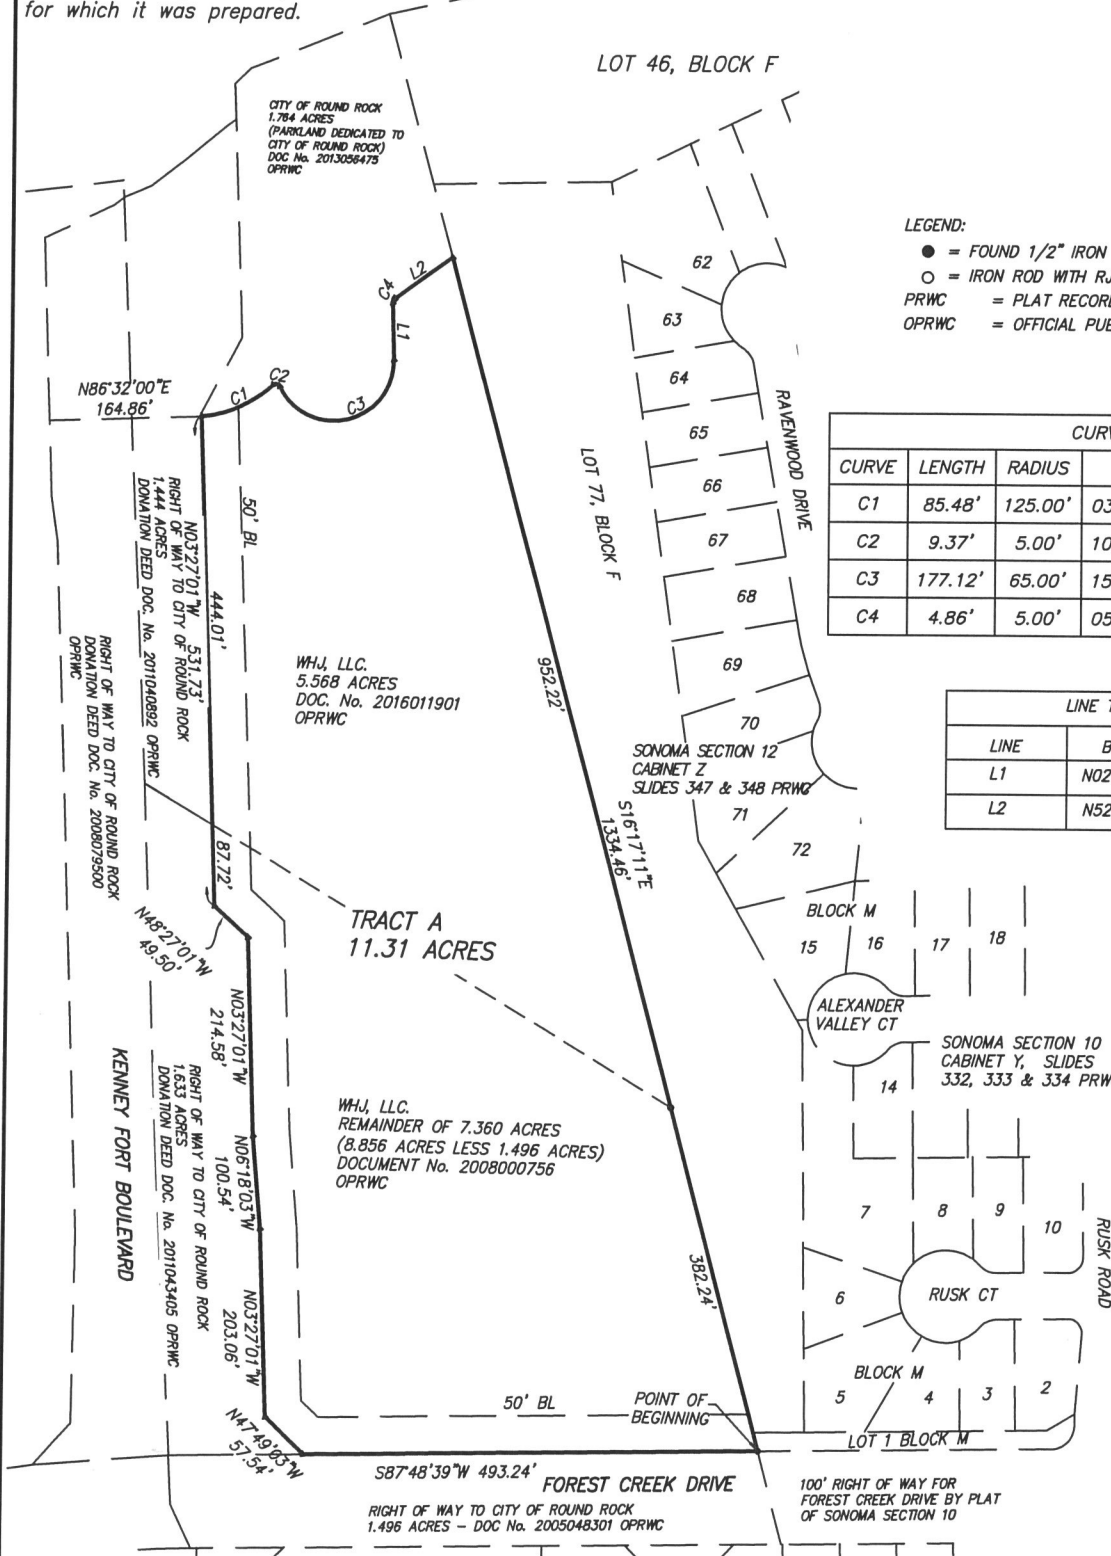 for which it was prepared.
LOT 46, BLOCK F
CITY OF ROUND ROCK
1.764 ACRES
(PARKLAND DEDICATED TO
CITY OF ROUND ROCK)
DOC No. 2013056475
OPRWC
LEGEND:
= FOUND 1/2" IRON
= IRON ROD WITH RJ
PRWC = PLAT RECOR
OPRWC = OFFICIAL PU
62
63
64
65
66
67
68
69
70
71
72
RAVENWOOD DRIVE
LOT 77, BLOCK F
L2
C4
L1
C2
C1
C3
N86°32'00"E
164.86'
CURV
CURVE LENGTH RADIUS
C1 85.48' 125.00' 03
C2 9.37' 5.00' 10
C3 177.12' 65.00' 15
C4 4.86' 5.00' 05
LINE T
LINE B
L1 N02
L2 N52
50' BL
N03°27'01"W 531.73'
RIGHT OF WAY TO CITY OF ROUND ROCK
1.444 ACRES
DONATION DEED DOC. No. 2011040892 OPRWC
444.01'
87.72'
RIGHT OF WAY TO CITY OF ROUND ROCK
DONATION DEED DOC. No. 2008079500
OPRWC
WHJ, LLC.
5.568 ACRES
DOC. No. 2016011901
OPRWC
952.22'
S16°17'11"E
1334.46'
SONOMA SECTION 12
CABINET Z
SLIDES 347 & 348 PRWC
TRACT A
11.31 ACRES
N48°27'01"W
49.50'
N03°27'01"W
214.58'
BLOCK M
15
16
17
18
ALEXANDER
VALLEY CT
SONOMA SECTION 10
CABINET Y, SLIDES
332, 333 & 334 PRW
14
KENNEY FORT BOULEVARD
RIGHT OF WAY TO CITY OF ROUND ROCK
1.633 ACRES
DONATION DEED DOC. No. 2011043405 OPRWC
N06°18'03"W
100.54'
WHJ, LLC.
REMAINDER OF 7.360 ACRES
(8.856 ACRES LESS 1.496 ACRES)
DOCUMENT No. 2008000756
OPRWC
7
8
9
10
RUSK ROAD
6
RUSK CT
382.24'
N03°27'01"W
203.06'
BLOCK M
5
4
3
2
50' BL
POINT OF
BEGINNING
LOT 1 BLOCK M
N47°49'03"W
57.54'
S87°48'39"W 493.24'
FOREST CREEK DRIVE
RIGHT OF WAY TO CITY OF ROUND ROCK
1.496 ACRES - DOC No. 2005048301 OPRWC
100' RIGHT OF WAY FOR
FOREST CREEK DRIVE BY PLAT
OF SONOMA SECTION 10